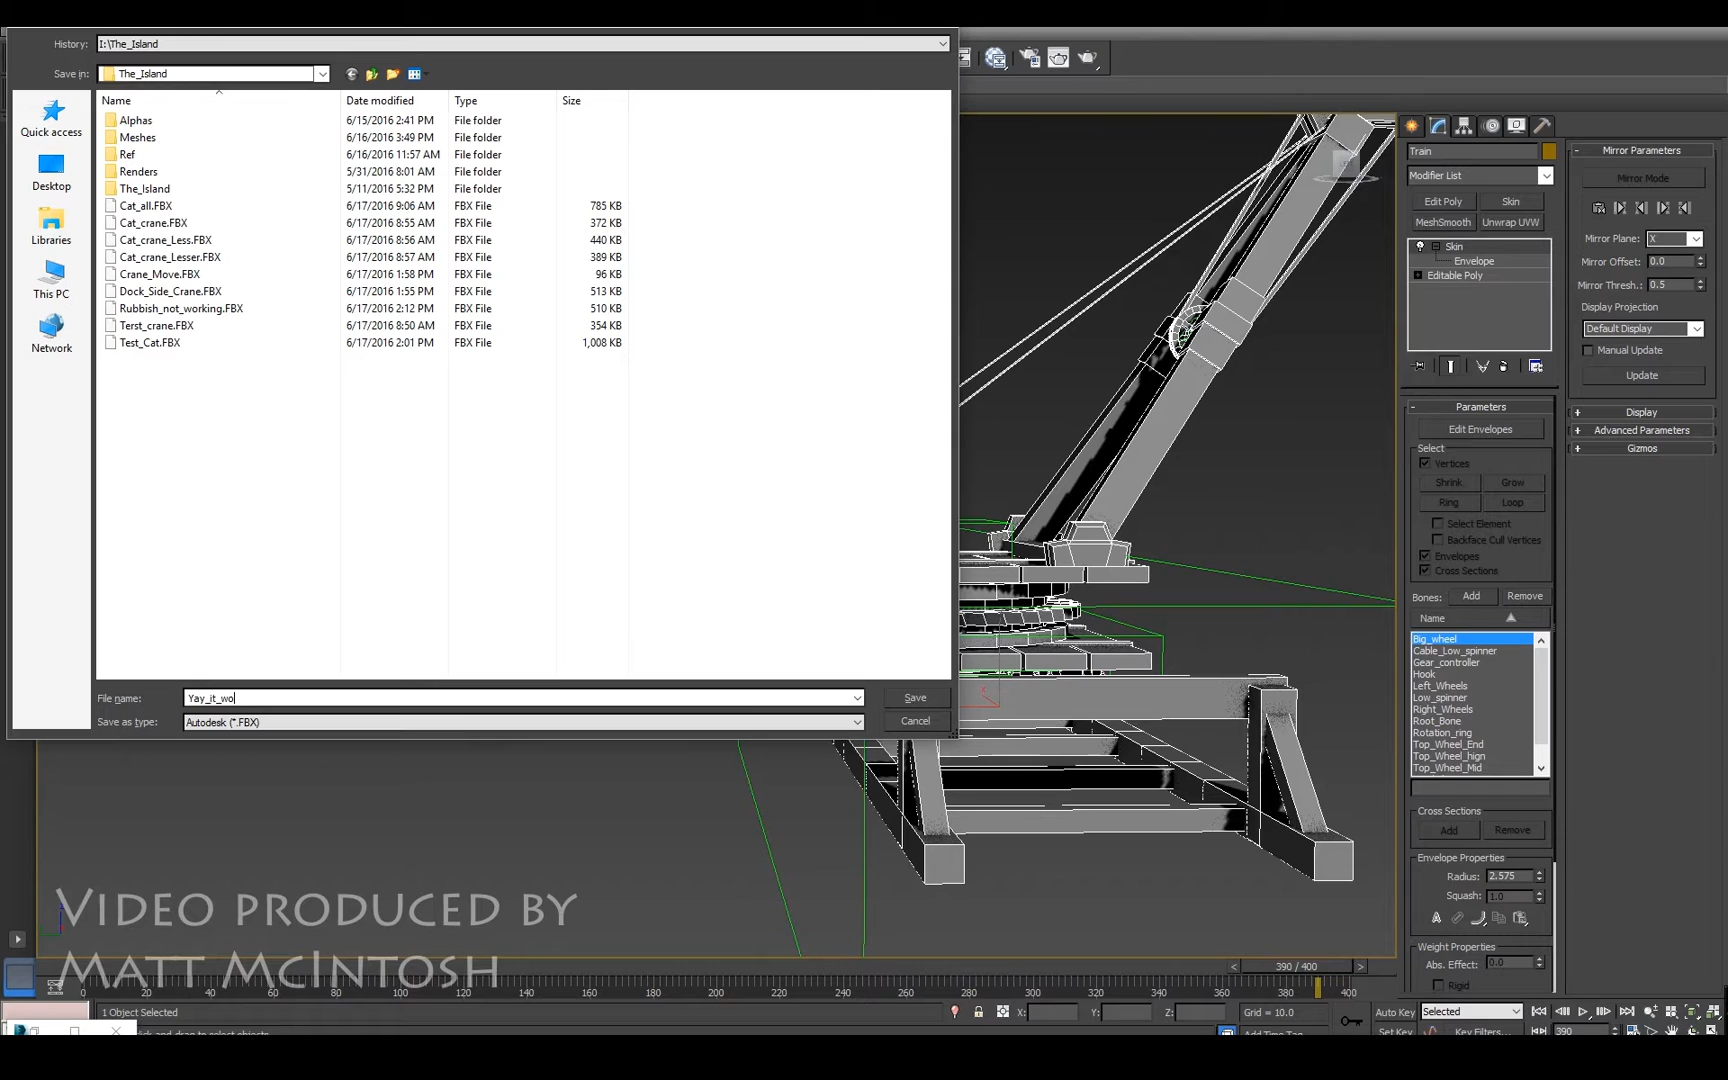 History: I:\The_Island
Save in: The_Island
Name Date modified Type Size
Quick access
Desktop
Libraries
This PC
Network
Alphas 6/15/2016 2:41 PM File folder
Meshes 6/16/2016 3:49 PM File folder
Ref 6/16/2016 11:57 AM File folder
Renders 5/31/2016 8:01 AM File folder
The_Island 5/11/2016 5:32 PM File folder
Cat_all.FBX 6/17/2016 9:06 AM FBX File 785 KB
Cat_crane.FBX 6/17/2016 8:55 AM FBX File 372 KB
Cat_crane_Less.FBX 6/17/2016 8:56 AM FBX File 440 KB
Cat_crane_Lesser.FBX 6/17/2016 8:57 AM FBX File 389 KB
Crane_Move.FBX 6/17/2016 1:58 PM FBX File 96 KB
Dock_Side_Crane.FBX 6/17/2016 1:55 PM FBX File 513 KB
Rubbish_not_working.FBX 6/17/2016 2:12 PM FBX File 510 KB
Terst_crane.FBX 6/17/2016 8:50 AM FBX File 354 KB
Test_Cat.FBX 6/17/2016 2:01 PM FBX File 1,008 KB
File name: Yay_it_wo Save
Save as type: Autodesk (*.FBX) Cancel
Train
Modifier List
Edit Poly Skin
MeshSmooth Unwrap UVW
Skin
Envelope
Editable Poly
Parameters
Edit Envelopes
Select
Vertices
Shrink Grow
Ring Loop
Select Element
Backface Cull Vertices
Envelopes
Cross Sections
Bones: Add Remove
Name
Big_wheel
Cable_Low_spinner
Gear_controller
Hook
Left_Wheels
Low_spinner
Right_Wheels
Root_Bone
Rotation_ring
Top_Wheel_End
Top_Wheel_hign
Top_Wheel_Mid
Cross Sections
Add Remove
Envelope Properties
Radius: 2.575
Squash: 1.0
Weight Properties
Abs. Effect: 0.0
Rigid
Mirror Parameters
Mirror Mode
Mirror Plane: X
Mirror Offset: 0.0
Mirror Thresh.: 0.5
Display Projection
Default Display
Manual Update
Update
Display
Advanced Parameters
Gizmos
Video produced by
Matt McIntosh
< 390 / 400 >
0 20 40 60 80 100 120 140 160 180 200 220 240 260 280 300 320 340 360 380 400
1 Object Selected X: Y: Z: Grid = 10.0 Auto Key Selected
Add Time Tag Set Key Key Filters... 390